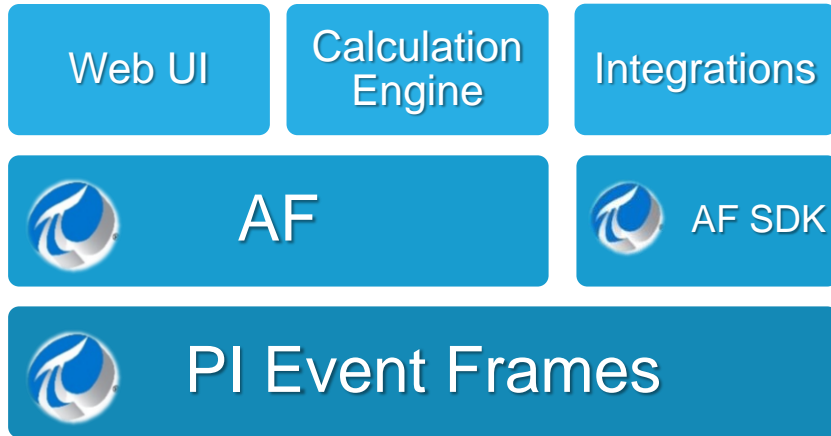 Web UI
Calculation
Engine
Integrations
AF
AF SDK
PI Event Frames